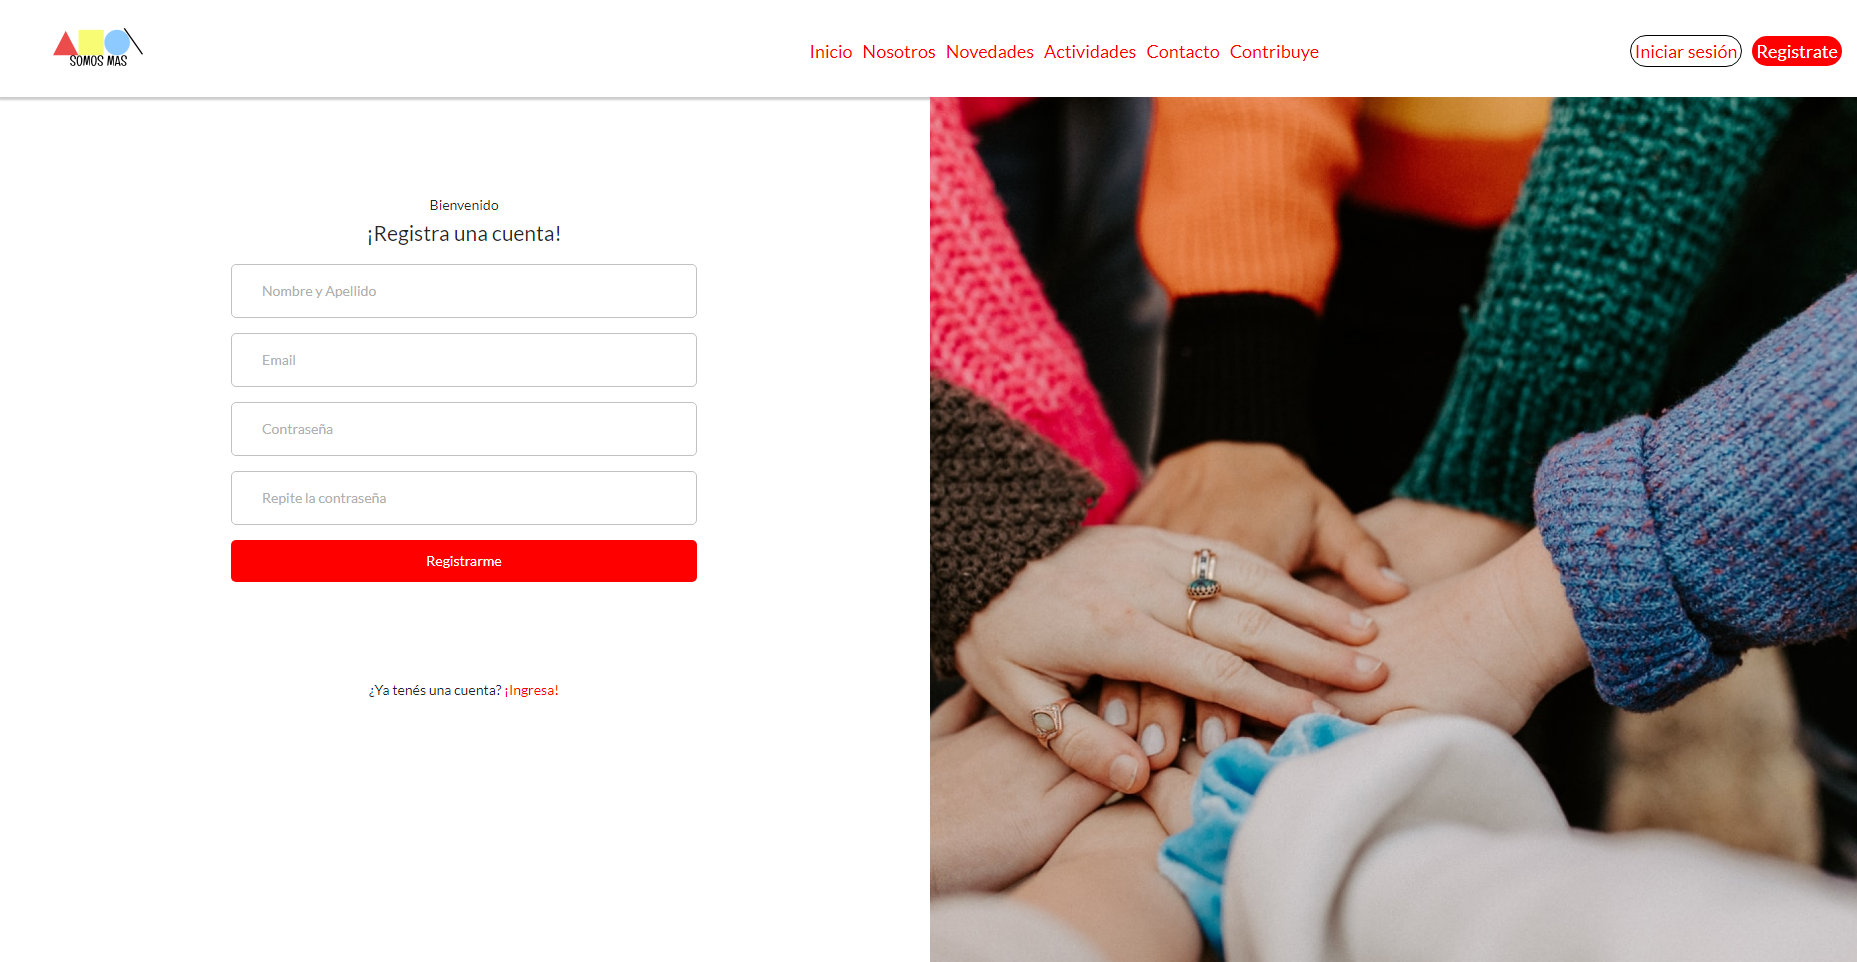 SOMOS MAS
Inicio Nosotros Novedades Actividades Contacto Contribuye
Iniciar sesión Registrate
Bienvenido
¡Registra una cuenta!
Nombre y Apellido
Email
Contraseña
Repite la contraseña
Registrarme
¿Ya tenés una cuenta? ¡Ingresa!